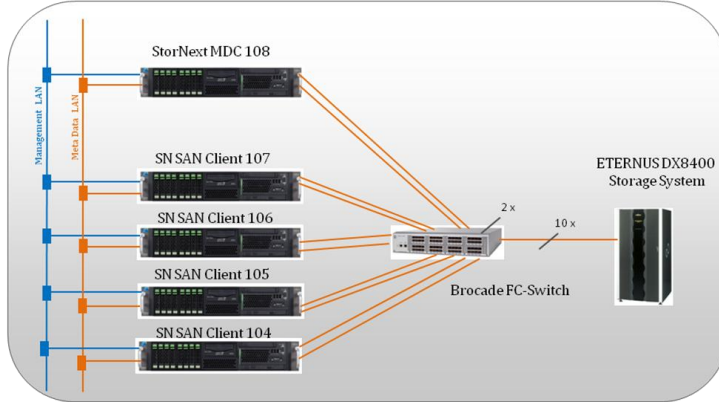 StorNext MDC 108
Management LAN
Meta Data LAN
SN SAN Client 107
ETERNUS DX8400
Storage System
2 x
10 x
SN SAN Client 106
SN SAN Client 105
Brocade FC-Switch
SN SAN Client 104